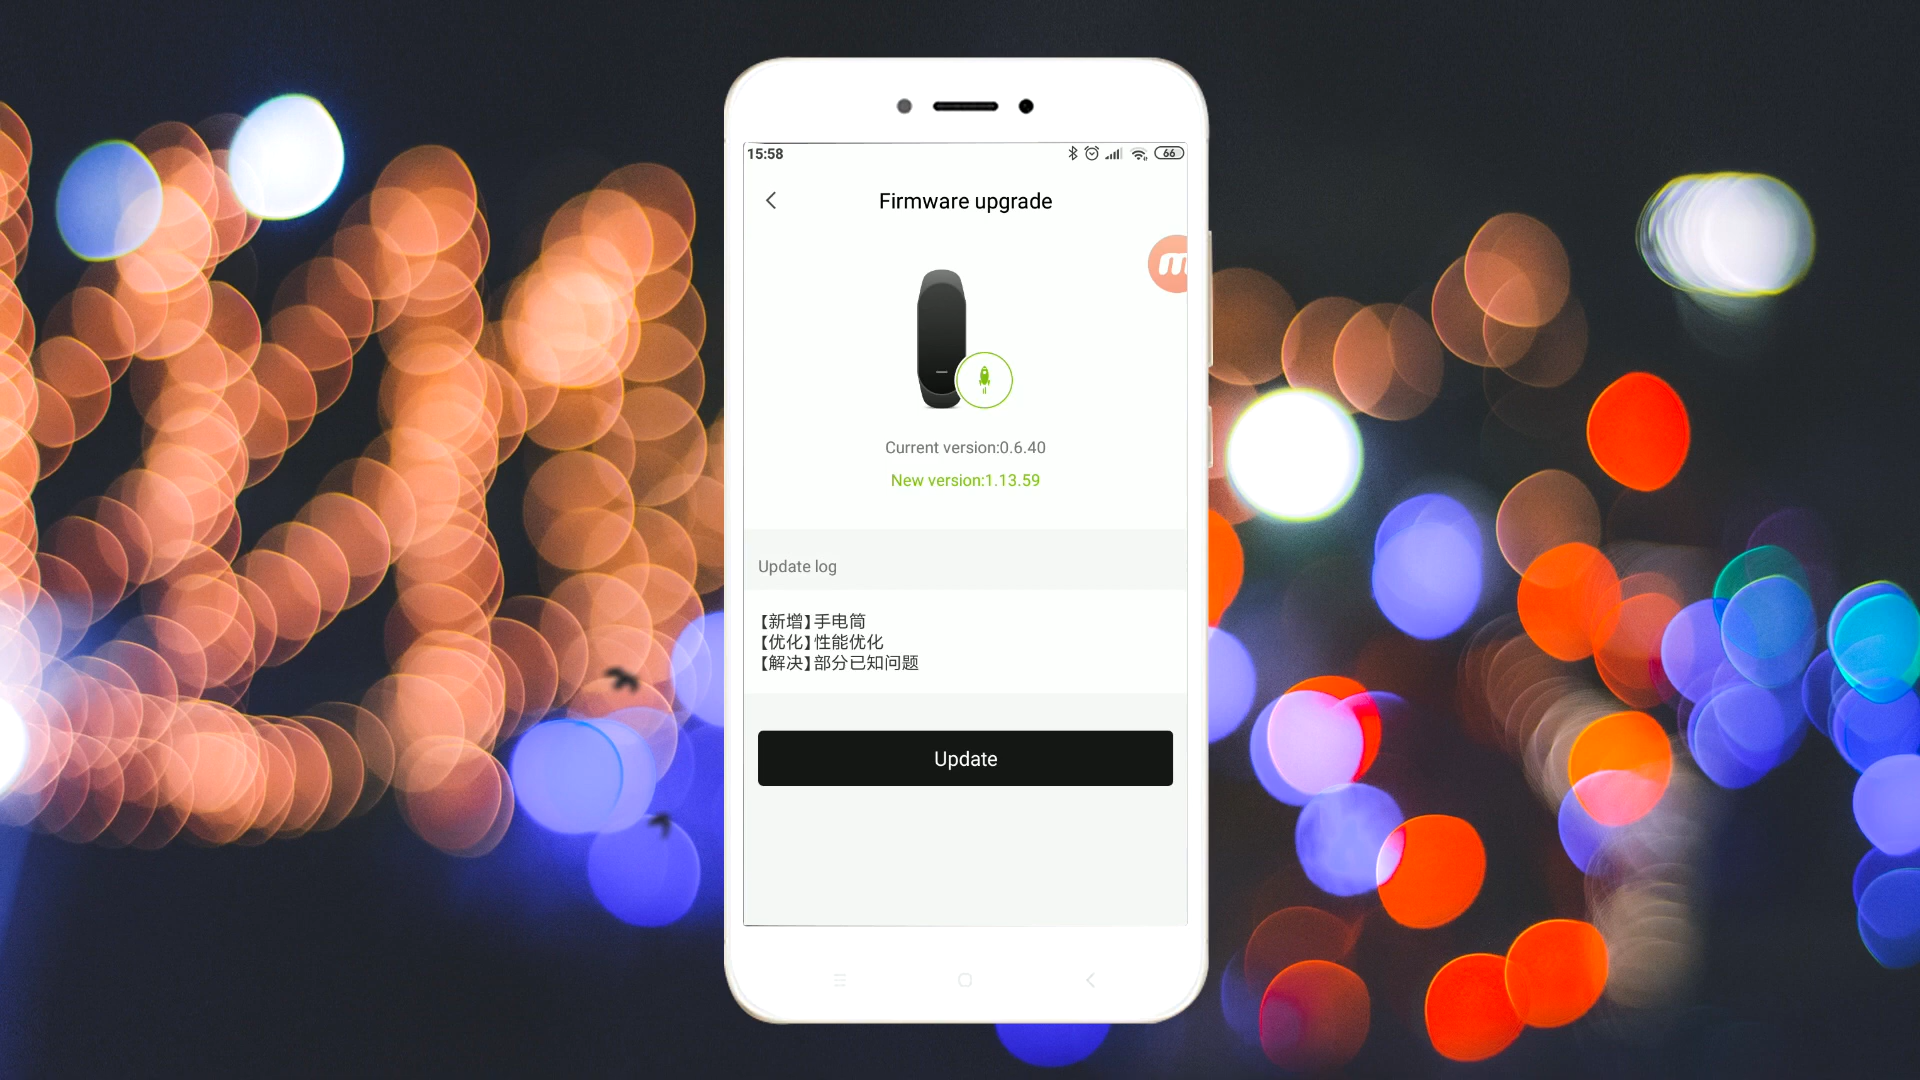 15:58
66
Firmware upgrade
m
Current version:0.6.40
New version:1.13.59
Update log
【新增】手电筒
【优化】性能优化
【解决】部分已知问题
Update